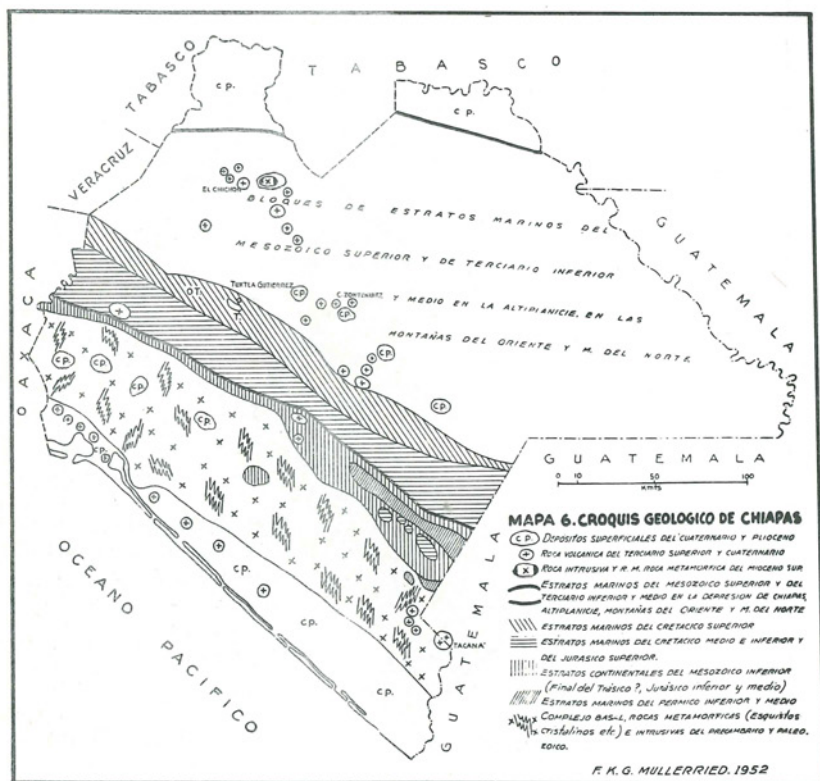 TABASCO
T A B A S C O
C.P.
C.P.
VERACRUZ
EL CHICHON
BLOQUES DE ESTRATOS MARINOS DEL
MESOZOICO SUPERIOR Y DE TERCIARIO INFERIOR
Y MEDIO EN LA ALTIPLANICIE, EN LAS
MONTAÑAS DEL ORIENTE Y M. DEL NORTE
GUATEMALA
OAXACA
O T.
TUXTLA GUTIERREZ
T.
C.P.
C. ZONTEHUITZ
C.P.
C.P.
C.P.
C.P.
C.P.
C.P.
C.P.
C.P.
GUATEMALA
0 10 50 100
KMTS
OCEANO PACIFICO
C.P.
C.P.
GUATEMALA
TACANA
MAPA 6. CROQUIS GEOLOGICO DE CHIAPAS
C.P. DEPOSITOS SUPERFICIALES DEL CUATERNARIO Y PLIOCENO
ROCA VOLCANICA DEL TERCIARIO SUPERIOR Y CUATERNARIO
ROCA INTRUSIVA Y R. M. ROCA METAMORFICA DEL MIOCENO SUP.
ESTRATOS MARINOS DEL MESOZOICO SUPERIOR Y DEL
TERCIARIO INFERIOR Y MEDIO EN LA DEPRESION DE CHIAPAS,
ALTIPLANICIE, MONTAÑAS DEL ORIENTE Y M. DEL NORTE
ESTRATOS MARINOS DEL CRETACICO SUPERIOR
ESTRATOS MARINOS DEL CRETACICO MEDIO E INFERIOR Y
DEL JURASICO SUPERIOR.
ESTRATOS CONTINENTALES DEL MESOZOICO INFERIOR
(Final del Triásico?, Jurásico inferior y medio)
ESTRATOS MARINOS DEL PERMICO INFERIOR Y MEDIO
COMPLEJO BASAL, ROCAS METAMORFICAS (Esquistos
cristalinos etc.) E INTRUSIVAS DEL PRECAMBRICO Y PALEO-
ZOICO.
F. K. G. MULLERRIED. 1952